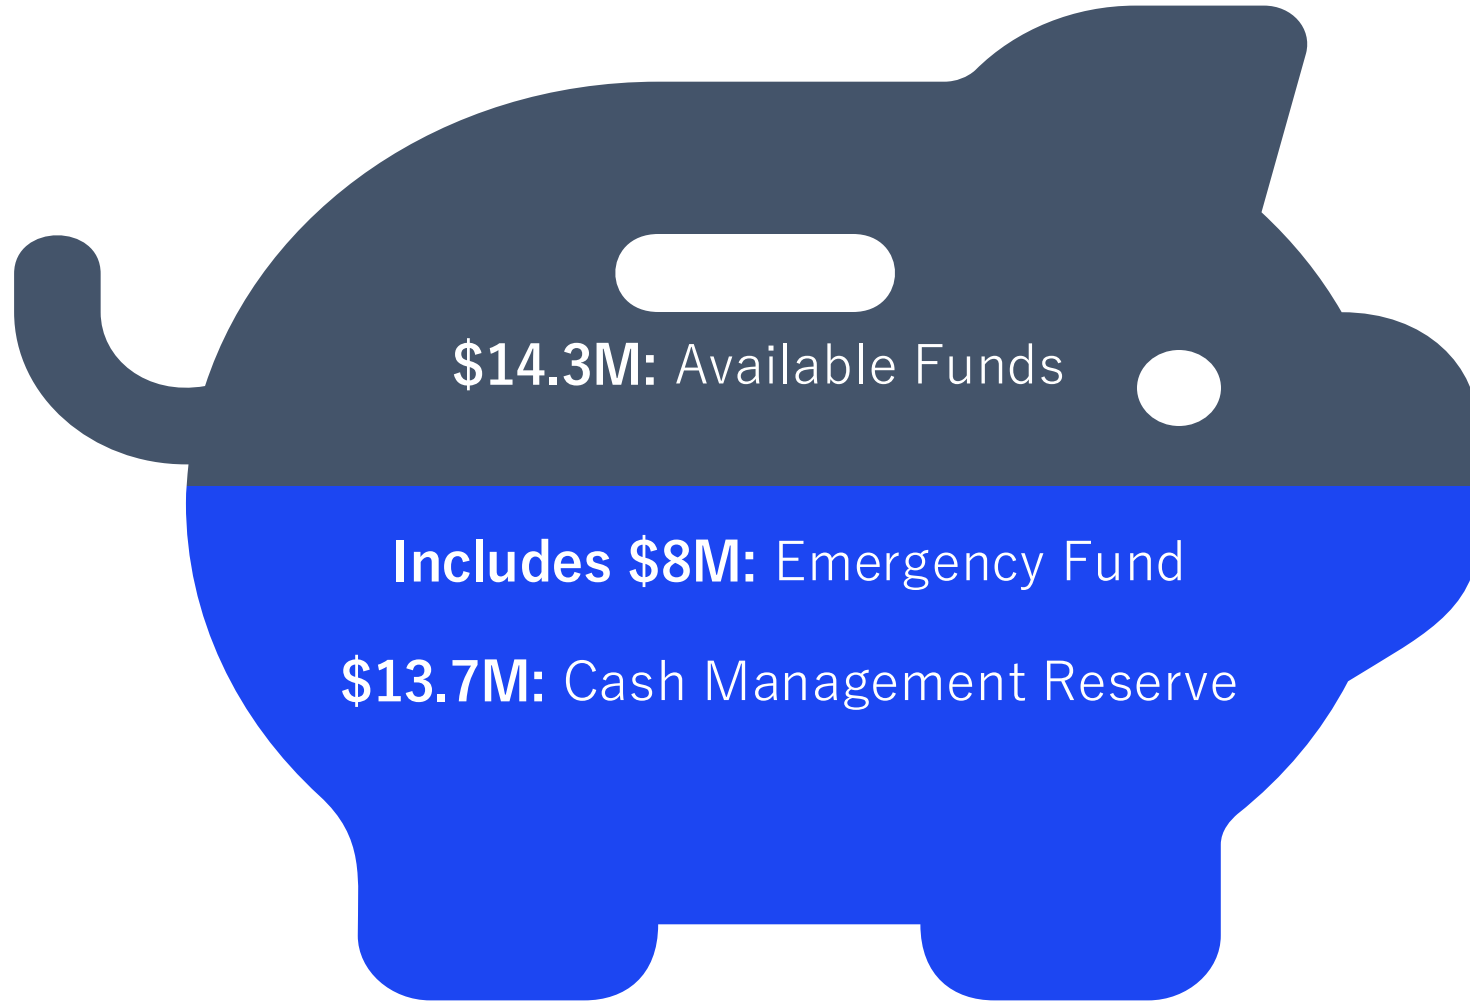 $14.3M: Available Funds
Includes $8M: Emergency Fund
$13.7M: Cash Management Reserve